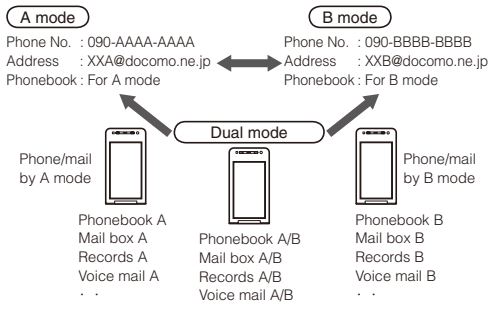 A mode
Phone No. : 090-AAAA-AAAA
Address : XXA@docomo.ne.jp
Phonebook : For A mode
B mode
Phone No. : 090-BBBB-BBBB
Address : XXB@docomo.ne.jp
Phonebook : For B mode
Dual mode
Phone/mail
by A mode
Phonebook A
Mail box A
Records A
Voice mail A
. .
Phonebook A/B
Mail box A/B
Records A/B
Voice mail A/B
Phone/mail
by B mode
Phonebook B
Mail box B
Records B
Voice mail B
. .